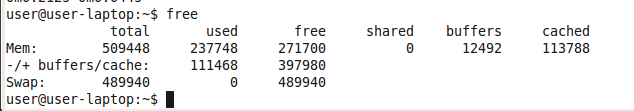 user@user-laptop:~$ free
             total       used       free     shared    buffers     cached
Mem:        509448     237748     271700          0      12492     113788
-/+ buffers/cache:     111468     397980
Swap:       489940          0     489940
user@user-laptop:~$